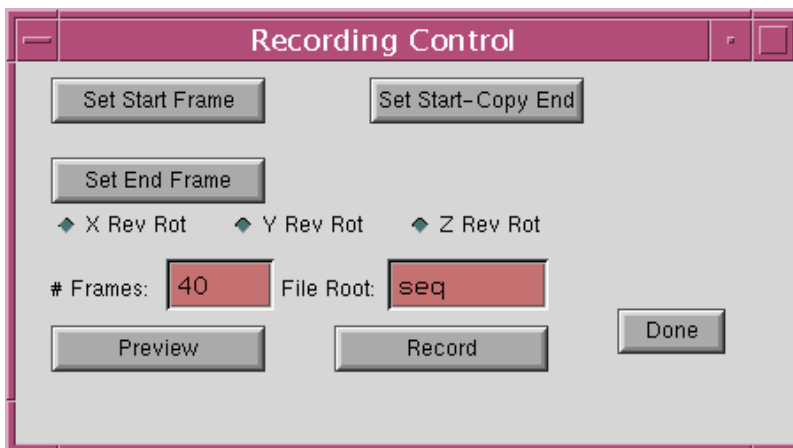 Recording Control
Set Start Frame Set Start-Copy End
Set End Frame
X Rev Rot Y Rev Rot Z Rev Rot
# Frames: 40 File Root: seq
Done
Preview Record